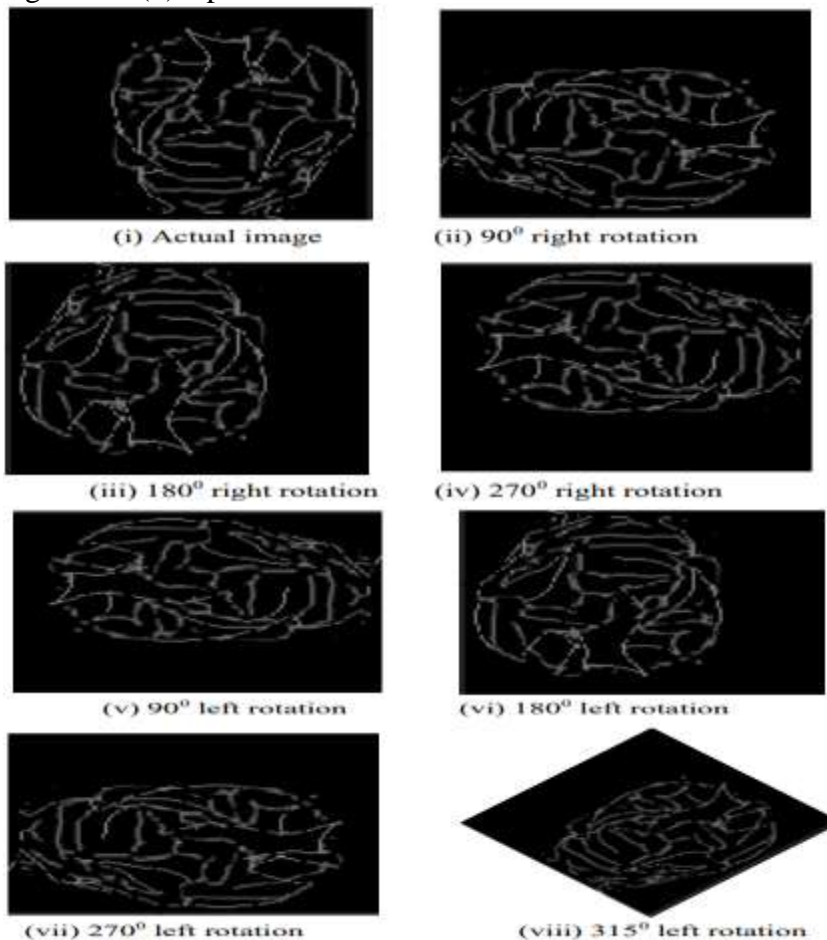 (i) Actual image
(ii) 90⁰ right rotation
(iii) 180⁰ right rotation
(iv) 270⁰ right rotation
(v) 90⁰ left rotation
(vi) 180⁰ left rotation
(vii) 270⁰ left rotation
(viii) 315⁰ left rotation